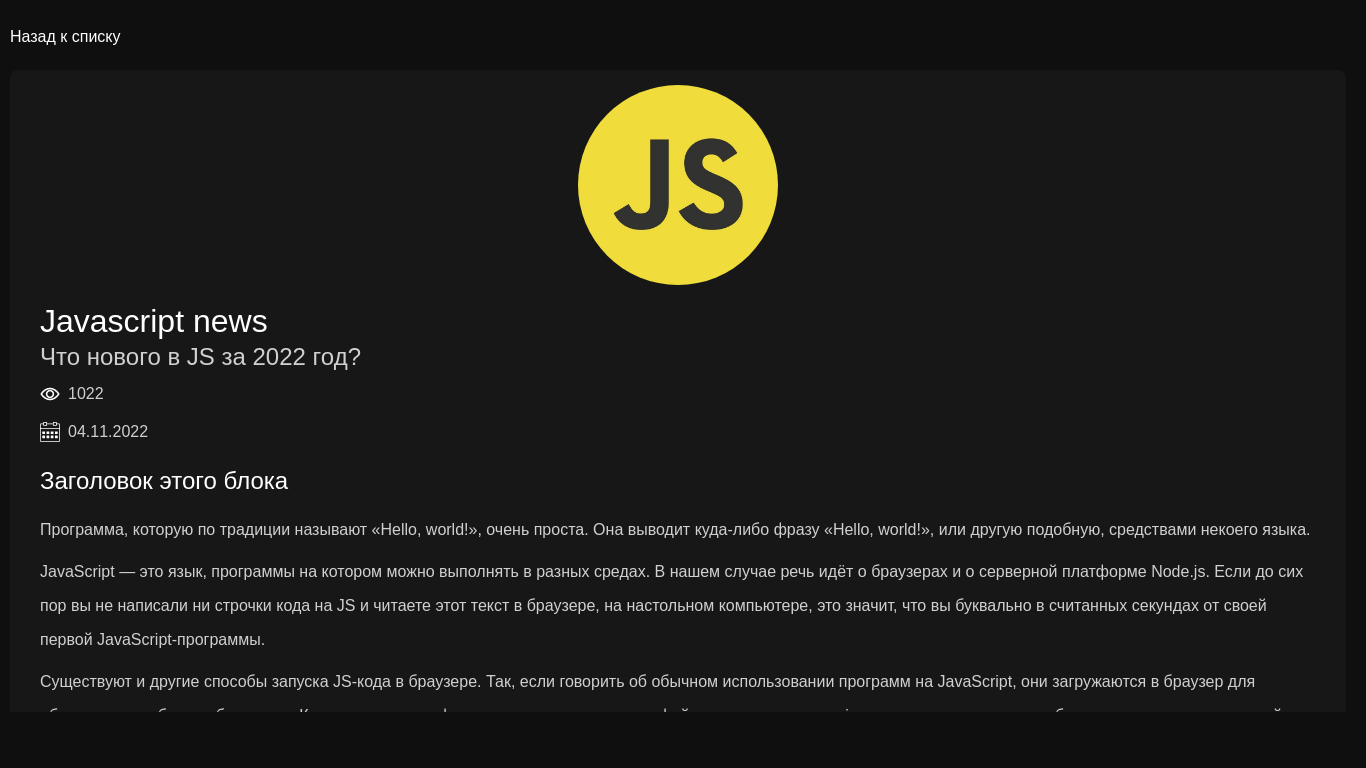 Назад к списку
JS
Javascript news
Что нового в JS за 2022 год?
1022
04.11.2022
Заголовок этого блока
Программа, которую по традиции называют «Hello, world!», очень проста. Она выводит куда-либо фразу «Hello, world!», или другую подобную, средствами некоего языка.
JavaScript — это язык, программы на котором можно выполнять в разных средах. В нашем случае речь идёт о браузерах и о серверной платформе Node.js. Если до сих
пор вы не написали ни строчки кода на JS и читаете этот текст в браузере, на настольном компьютере, это значит, что вы буквально в считанных секундах от своей
первой JavaScript-программы.
Существуют и другие способы запуска JS-кода в браузере. Так, если говорить об обычном использовании программ на JavaScript, они загружаются в браузер для